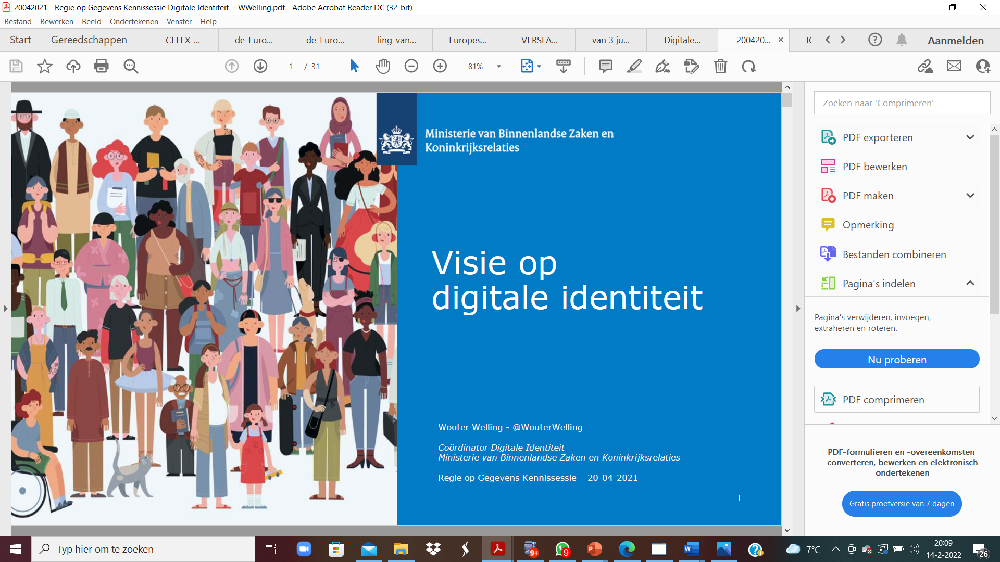 20042021 - Regie op Gegevens Kennissessie Digitale Identiteit - WWelling.pdf - Adobe Acrobat Reader DC (32-bit)
Bestand Bewerken Beeld Ondertekenen Venster Help
Start Gereedschappen CELEX_... de_Euro... de_Euro... ling_van... Europes... VERSLA... van 3 ju... Digitale... 200420... IC Aanmelden
1 / 31 81%
Ministerie van Binnenlandse Zaken en
Koninkrijksrelaties
Visie op
digitale identiteit
Wouter Welling - @WouterWelling
Coördinator Digitale Identiteit
Ministerie van Binnenlandse Zaken en Koninkrijksrelaties
Regie op Gegevens Kennissessie – 20-04-2021
1
Zoeken naar 'Comprimeren'
PDF exporteren
PDF bewerken
PDF maken
Opmerking
Bestanden combineren
Pagina's indelen
Pagina's verwijderen, invoegen,
extraheren en roteren.
Nu proberen
PDF comprimeren
PDF-formulieren en -overeenkomsten
converteren, bewerken en elektronisch
ondertekenen
Gratis proefversie van 7 dagen
Typ hier om te zoeken
9+
9
7°C
20:09
14-2-2022
26